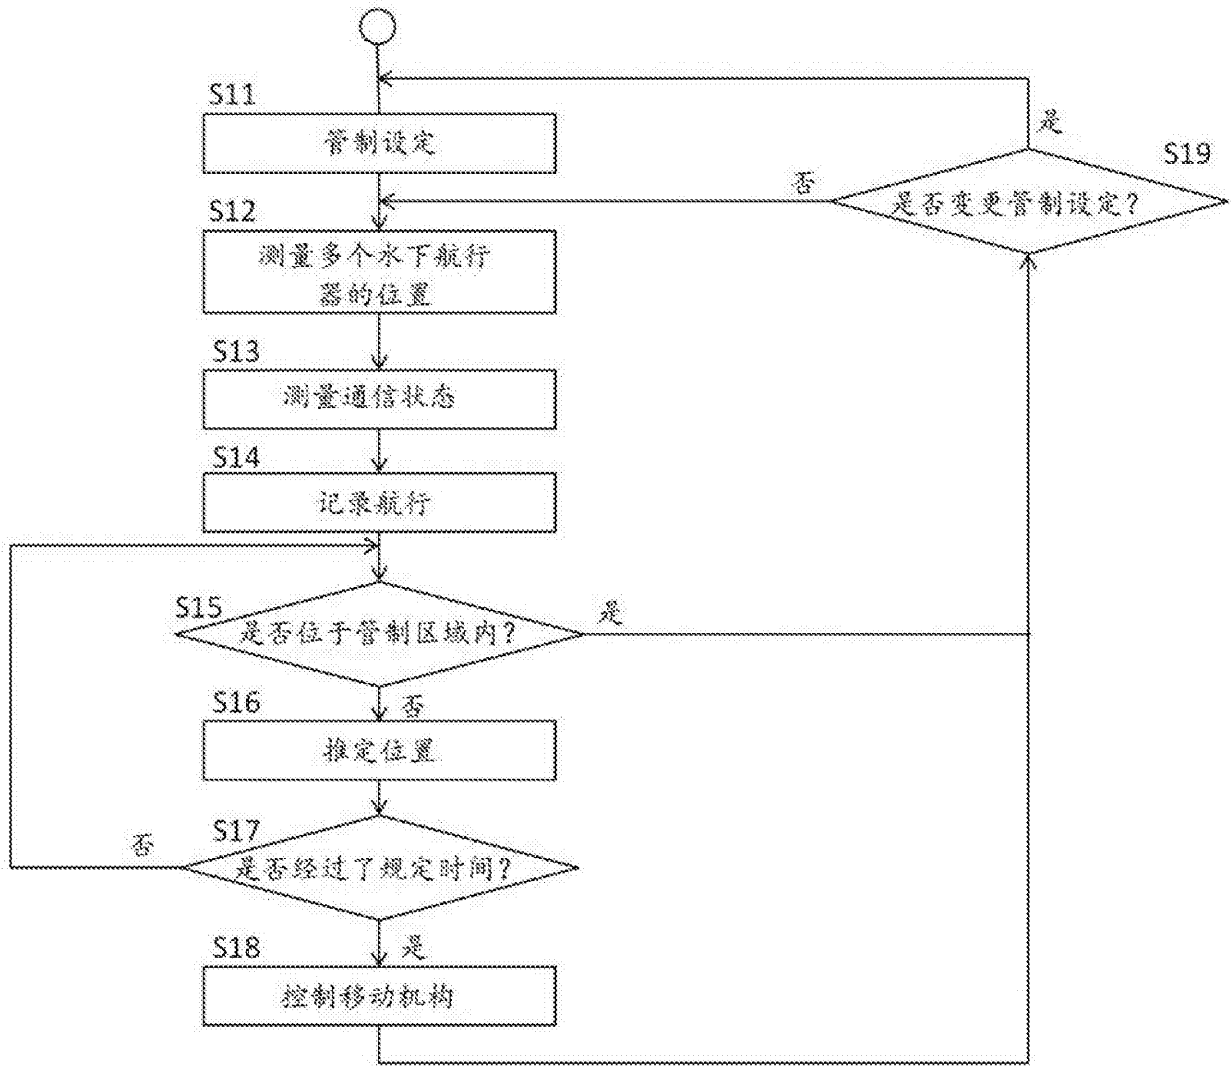 S11
管制设定
S12
测量多个水下航行
器的位置
S13
测量通信状态
S14
记录航行
S15
是否位于管制区域内?
是
否
S16
推定位置
S17
是否经过了规定时间?
否
是
S18
控制移动机构
S19
是否变更管制设定?
是
否